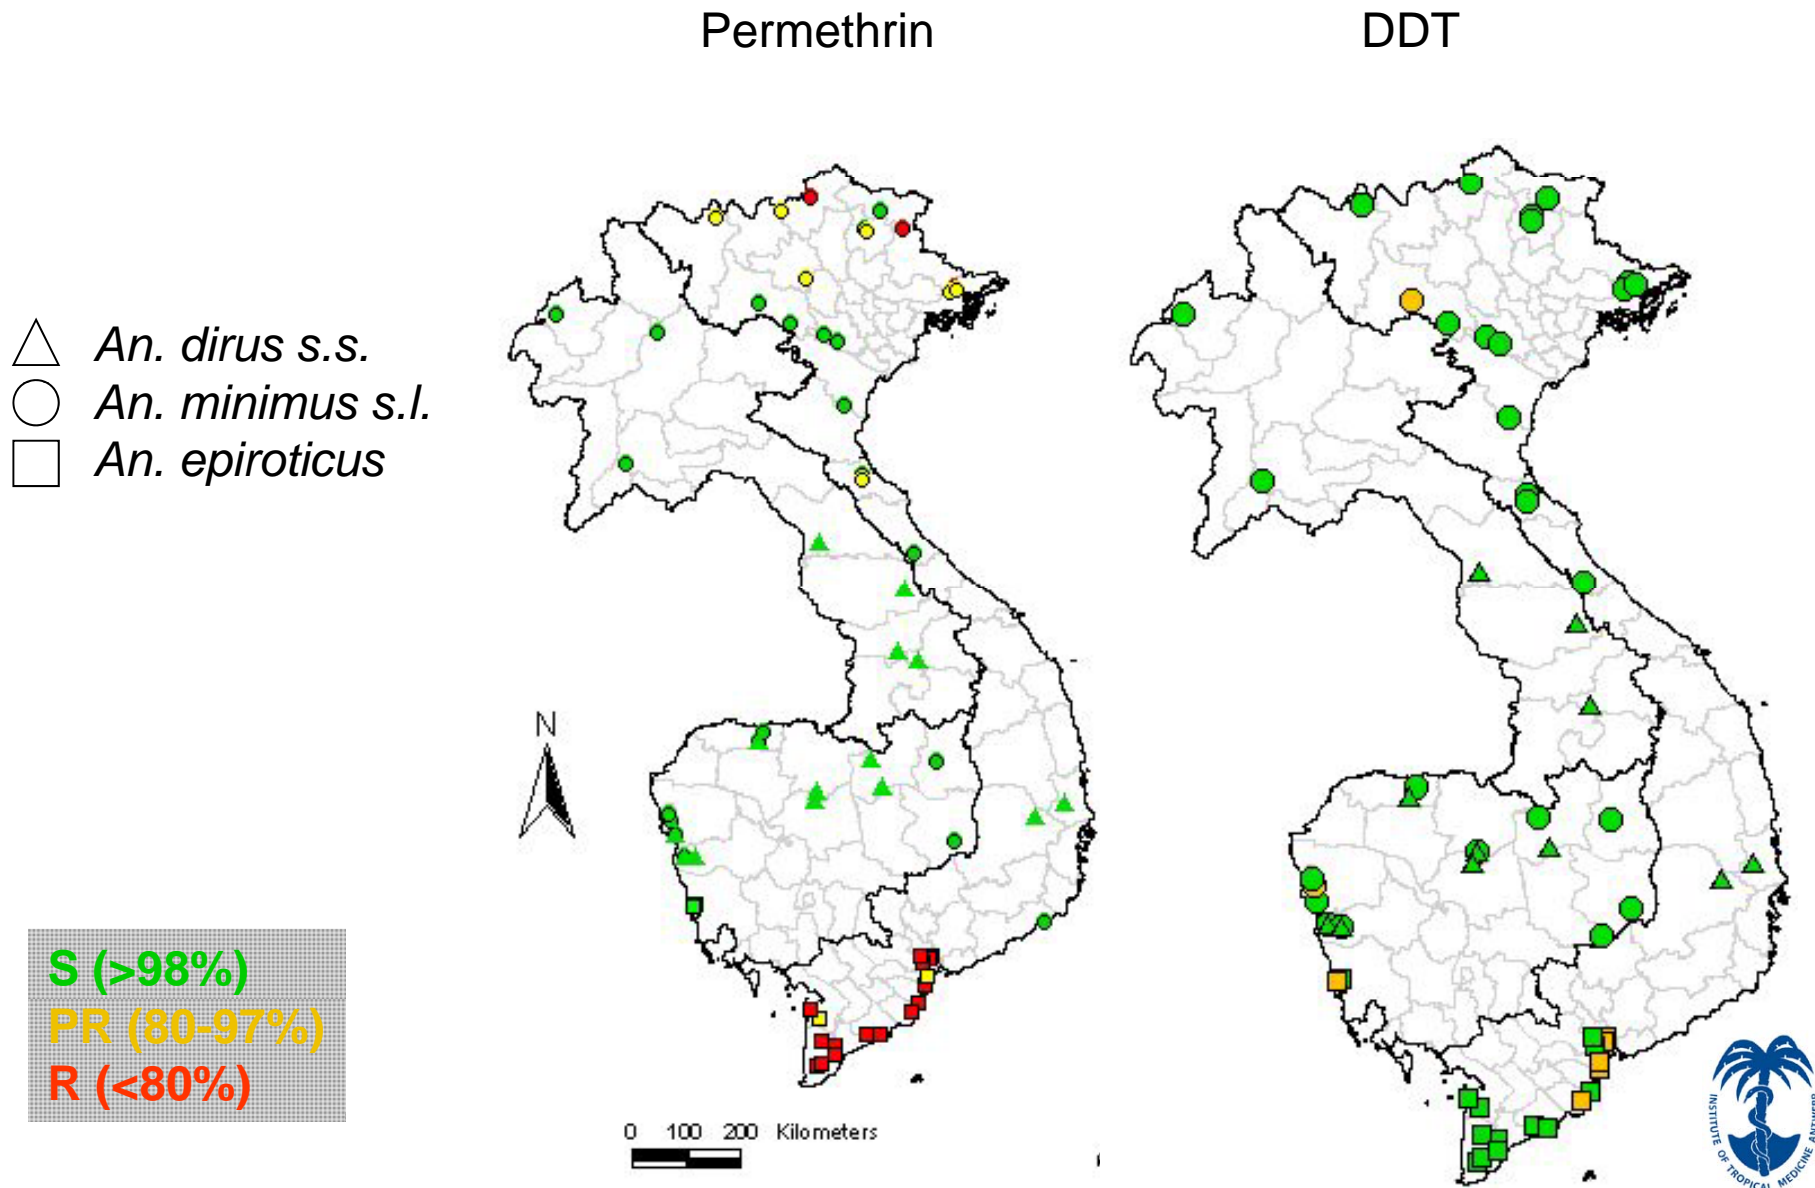 Permethrin
DDT
An. dirus s.s.
An. minimus s.l.
An. epiroticus
N
S (>98%)
PR (80-97%)
R (<80%)
0 100 200 Kilometers
INSTITUTE OF TROPICAL MEDICINE ANTWERP